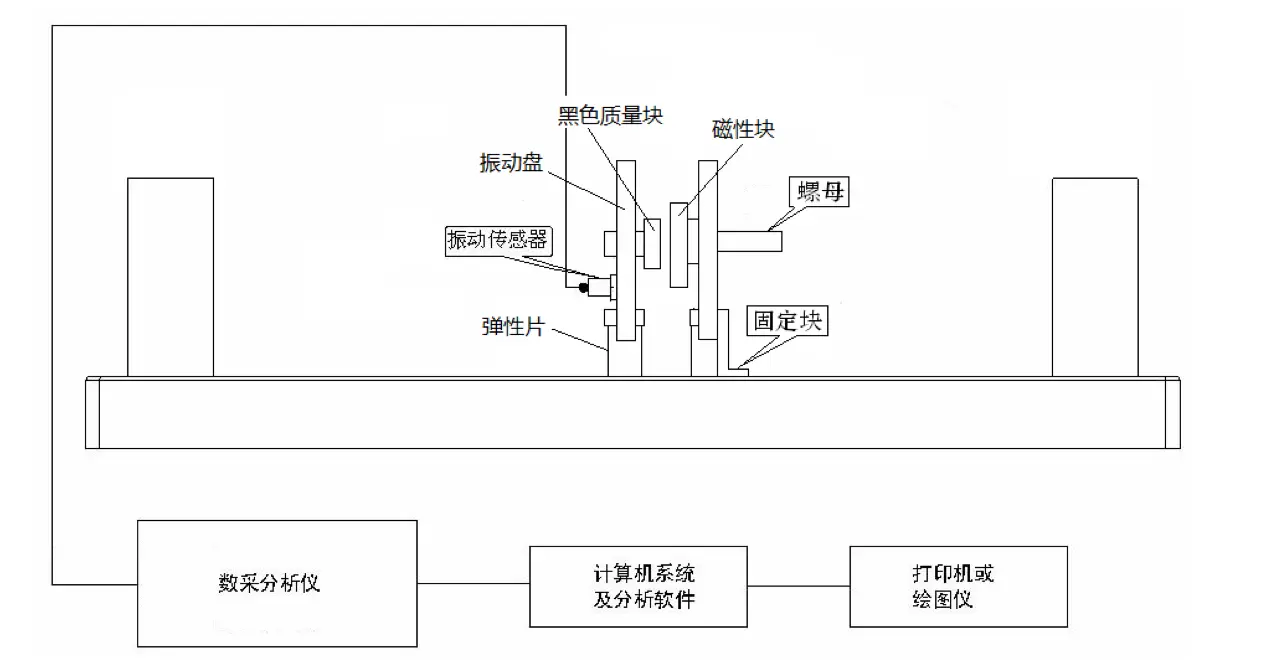 黑色质量块
磁性块
振动盘
螺母
振动传感器
弹性片
固定块
数采分析仪
计算机系统
及分析软件
打印机或
绘图仪